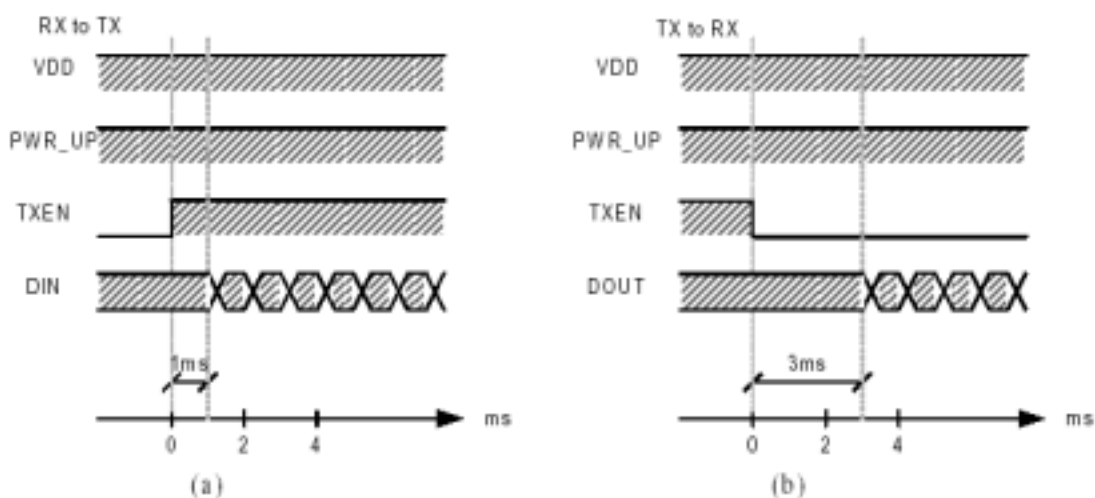 RX to TX
VDD
PWR_UP
TXEN
DIN
1ms
ms
0 2 4
(a)
TX to RX
VDD
PWR_UP
TXEN
DOUT
3ms
ms
0 2 4
(b)